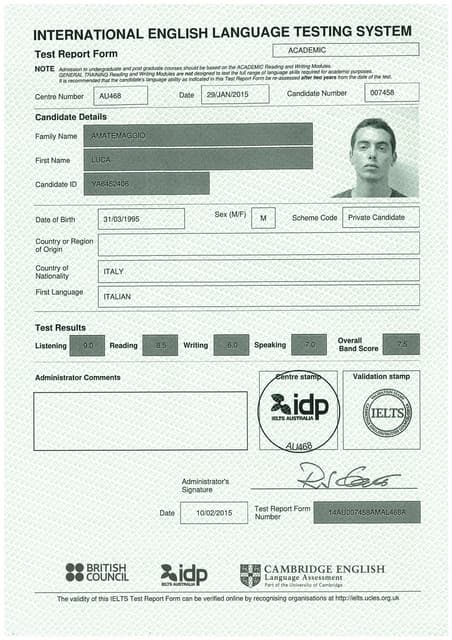 INTERNATIONAL ENGLISH LANGUAGE TESTING SYSTEM
Test Report Form ACADEMIC
NOTE Admission to undergraduate and post graduate courses should be based on the ACADEMIC Reading and Writing Modules.
GENERAL TRAINING Reading and Writing Modules are not designed to test the full range of language skills required for academic purposes.
It is recommended that the candidate's language ability as indicated in this Test Report Form be re-assessed after two years from the date of the test.
Centre Number AU468 Date 29/JAN/2015 Candidate Number 007458
Candidate Details
Family Name AMATEMAGGIO
First Name LUCA
Candidate ID YA6452406
Date of Birth 31/03/1995 Sex (M/F) M Scheme Code Private Candidate
Country or Region
of Origin
Country of
Nationality ITALY
First Language ITALIAN
Test Results
Listening 9.0 Reading 8.5 Writing 6.0 Speaking 7.0 Overall
Band Score 7.5
Administrator Comments Centre stamp Validation stamp
idp
IELTS AUSTRALIA
AU468
IELTS
Administrator's
Signature
Date 10/02/2015 Test Report Form
Number 14AU007458AMAL468A
BRITISH
COUNCIL
idp
IELTS AUSTRALIA
CAMBRIDGE ENGLISH
Language Assessment
Part of the University of Cambridge
The validity of this IELTS Test Report Form can be verified online by recognising organisations at http://ielts.ucles.org.uk